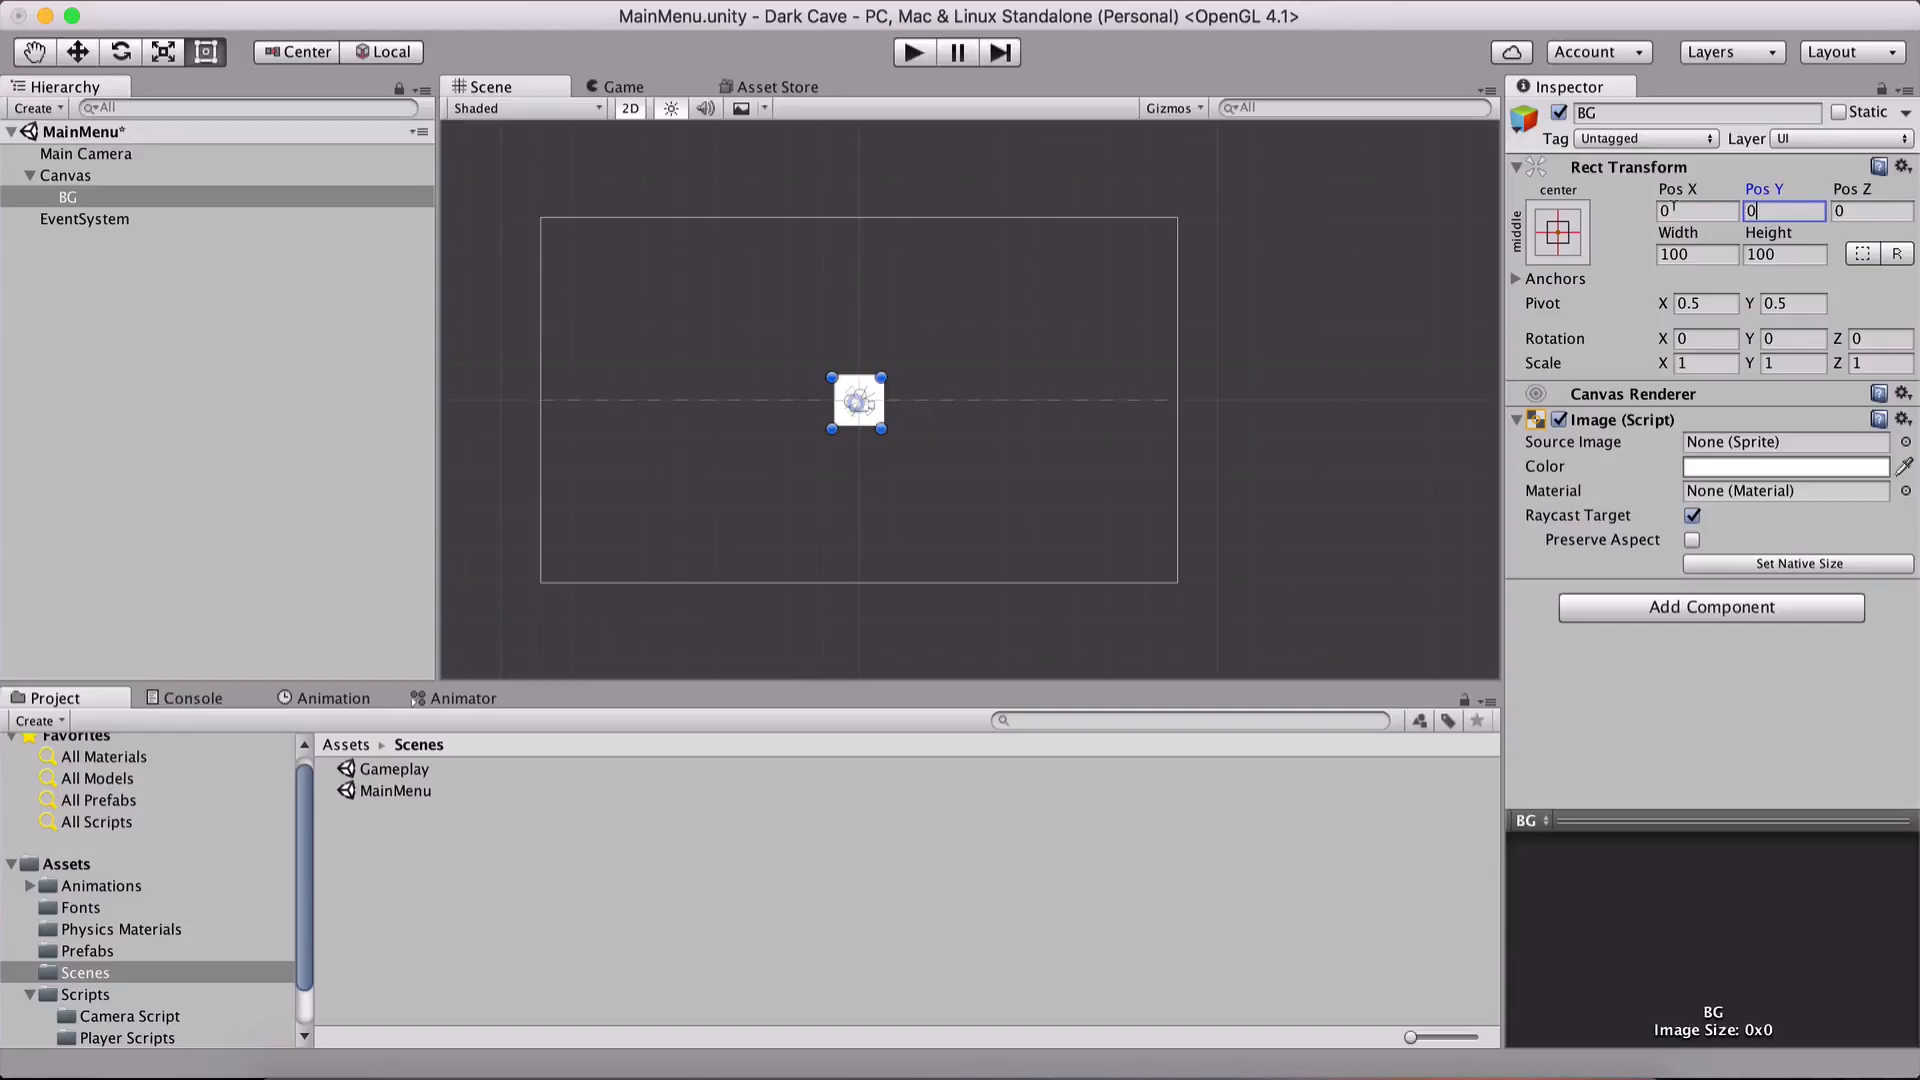 MainMenu.unity - Dark Cave - PC, Mac & Linux Standalone (Personal) <OpenGL 4.1>
Center Local Account Layers Layout
Hierarchy
Create All
MainMenu*
Main Camera
Canvas
BG
EventSystem
Scene Game Asset Store
Shaded 2D Gizmos All
Inspector
BG Static
Tag Untagged Layer UI
Rect Transform
center Pos X Pos Y Pos Z
middle
0 0 0
Width Height
100 100 R
Anchors
Pivot X 0.5 Y 0.5
Rotation X 0 Y 0 Z 0
Scale X 1 Y 1 Z 1
Canvas Renderer
Image (Script)
Source Image None (Sprite)
Color
Material None (Material)
Raycast Target
Preserve Aspect
Set Native Size
Add Component
Project Console Animation Animator
Create
Favorites
All Materials
All Models
All Prefabs
All Scripts
Assets
Animations
Fonts
Physics Materials
Prefabs
Scenes
Scripts
Camera Script
Player Scripts
Assets Scenes
Gameplay
MainMenu
BG
BG
Image Size: 0x0